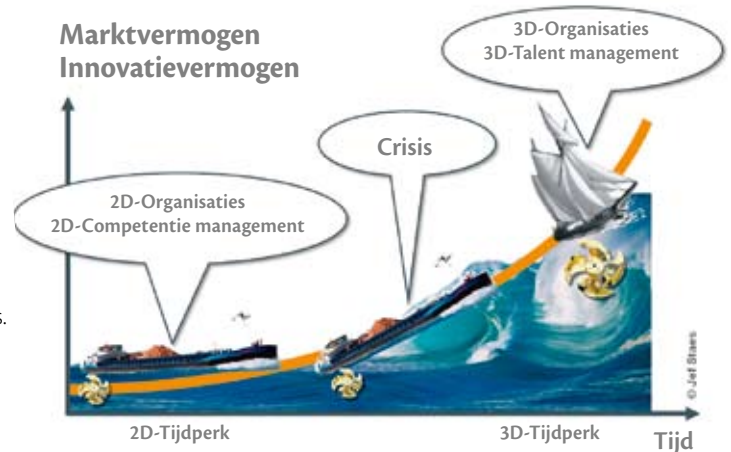 Marktvermogen
Innovatievermogen
3D-Organisaties
3D-Talent management
Crisis
2D-Organisaties
2D-Competentie management
s.
© Jef Staes
2D-Tijdperk
3D-Tijdperk
Tijd